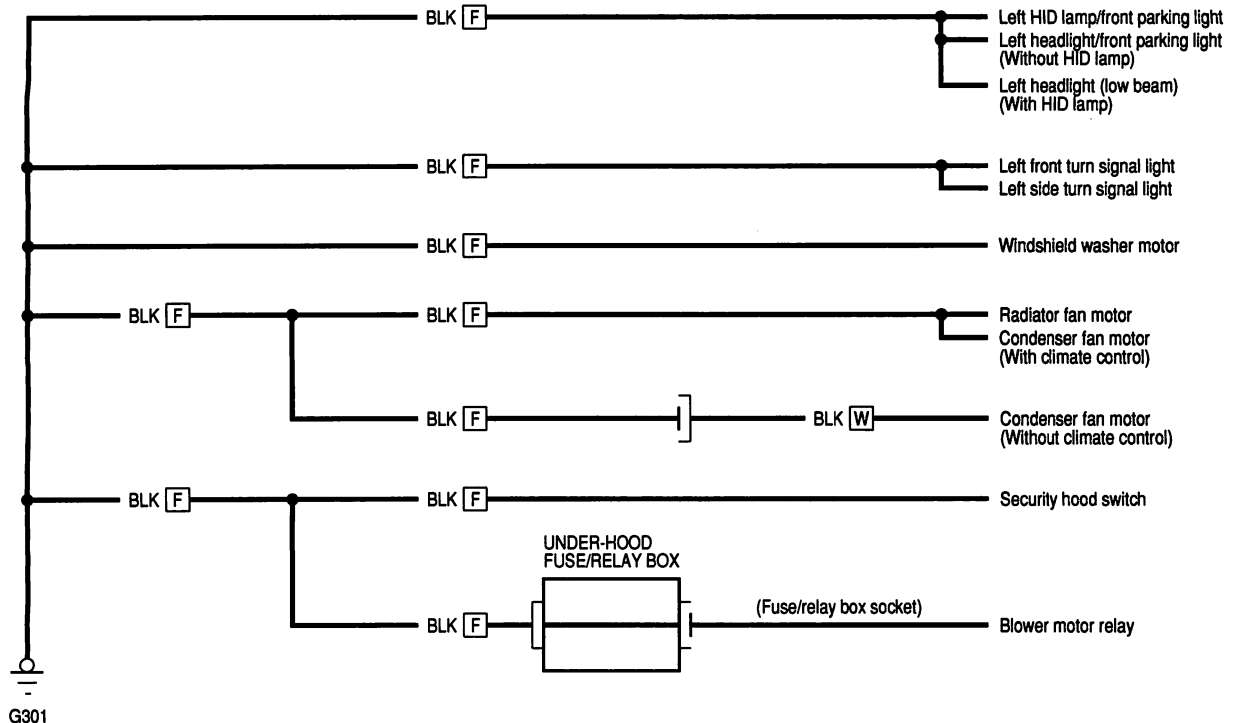 BLK F
Left HID lamp/front parking light
Left headlight/front parking light
(Without HID lamp)
Left headlight (low beam)
(With HID lamp)
BLK F
Left front turn signal light
Left side turn signal light
BLK F
Windshield washer motor
BLK F
BLK F
Radiator fan motor
Condenser fan motor
(With climate control)
BLK F
BLK W
Condenser fan motor
(Without climate control)
BLK F
BLK F
Security hood switch
UNDER-HOOD
FUSE/RELAY BOX
BLK F
(Fuse/relay box socket)
Blower motor relay
G301